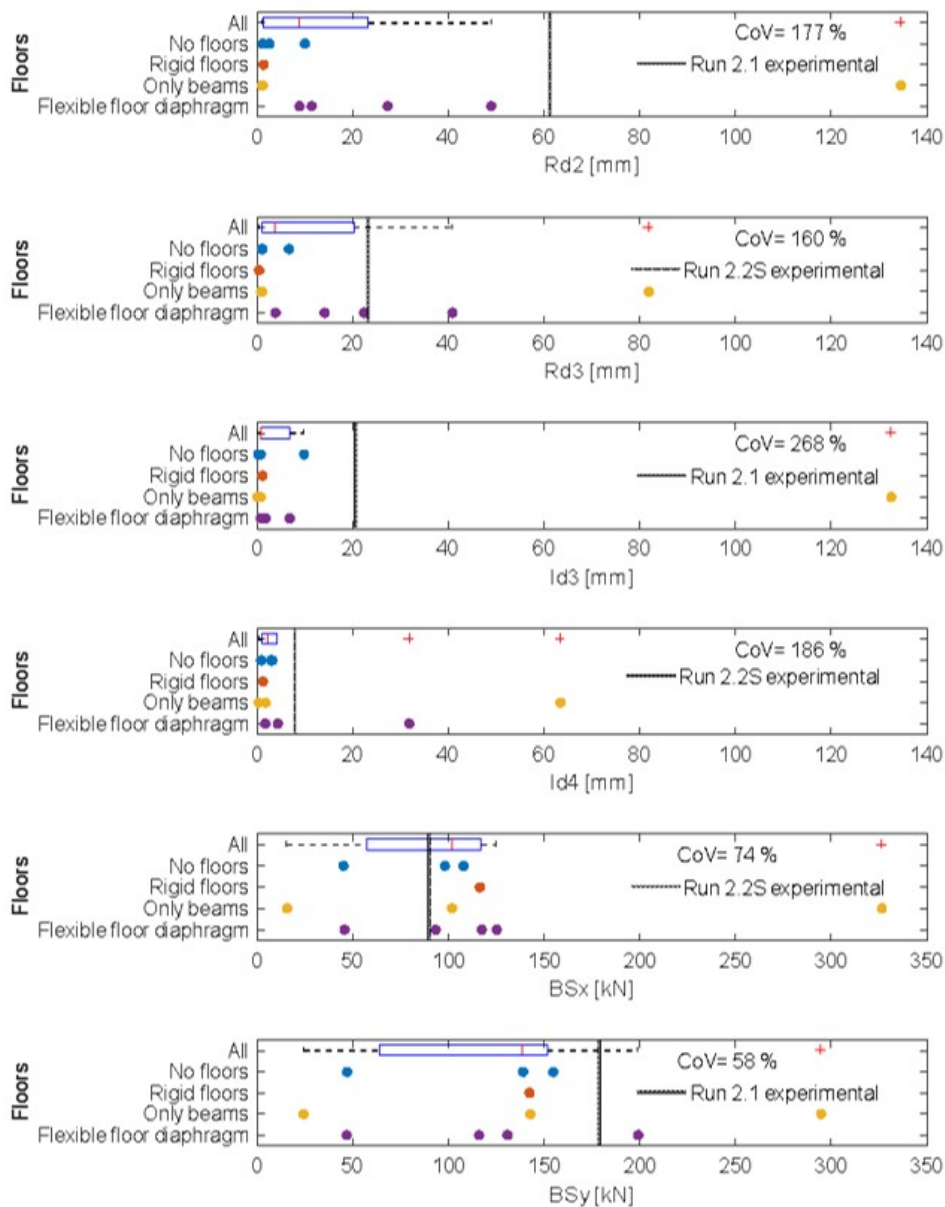 Floors
All
No floors
Rigid floors
Only beams
Flexible floor diaphragm
CoV= 177 %
Run 2.1 experimental
0 20 40 60 80 100 120 140
Rd2 [mm]
Floors
All
No floors
Rigid floors
Only beams
Flexible floor diaphragm
CoV= 160 %
Run 2.2S experimental
0 20 40 60 80 100 120 140
Rd3 [mm]
Floors
All
No floors
Rigid floors
Only beams
Flexible floor diaphragm
CoV= 268 %
Run 2.1 experimental
0 20 40 60 80 100 120 140
Id3 [mm]
Floors
All
No floors
Rigid floors
Only beams
Flexible floor diaphragm
CoV= 186 %
Run 2.2S experimental
0 20 40 60 80 100 120 140
Id4 [mm]
Floors
All
No floors
Rigid floors
Only beams
Flexible floor diaphragm
CoV= 74 %
Run 2.2S experimental
0 50 100 150 200 250 300 350
BSx [kN]
Floors
All
No floors
Rigid floors
Only beams
Flexible floor diaphragm
CoV= 58 %
Run 2.1 experimental
0 50 100 150 200 250 300 350
BSy [kN]